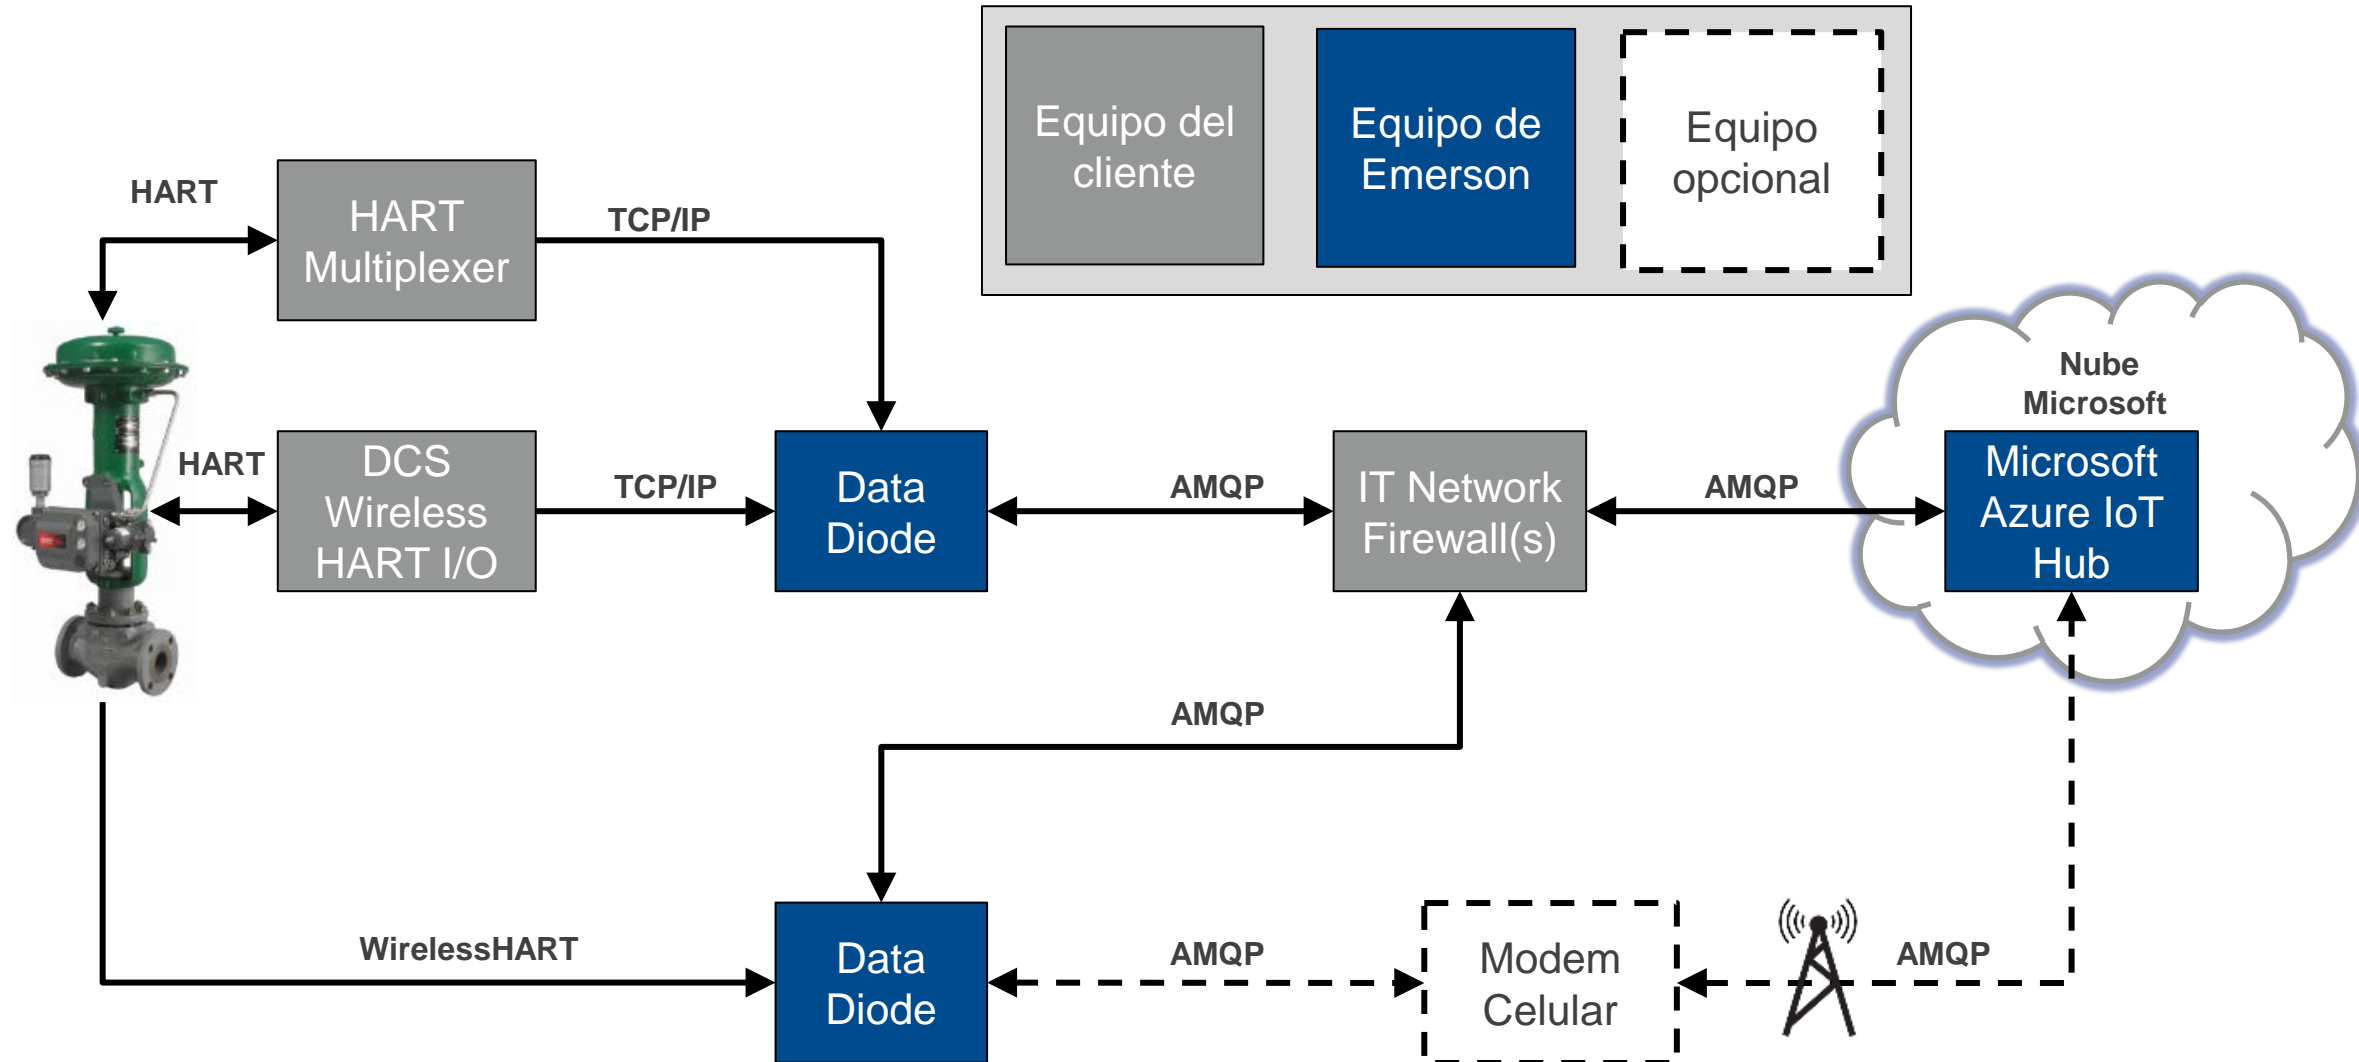 Equipo del
cliente
Equipo de
Emerson
Equipo
opcional
HART
HART
Multiplexer
TCP/IP
Nube
Microsoft
HART
DCS
Wireless
HART I/O
TCP/IP
Data
Diode
AMQP
IT Network
Firewall(s)
AMQP
Microsoft
Azure IoT
Hub
AMQP
WirelessHART
Data
Diode
AMQP
Modem
Celular
AMQP